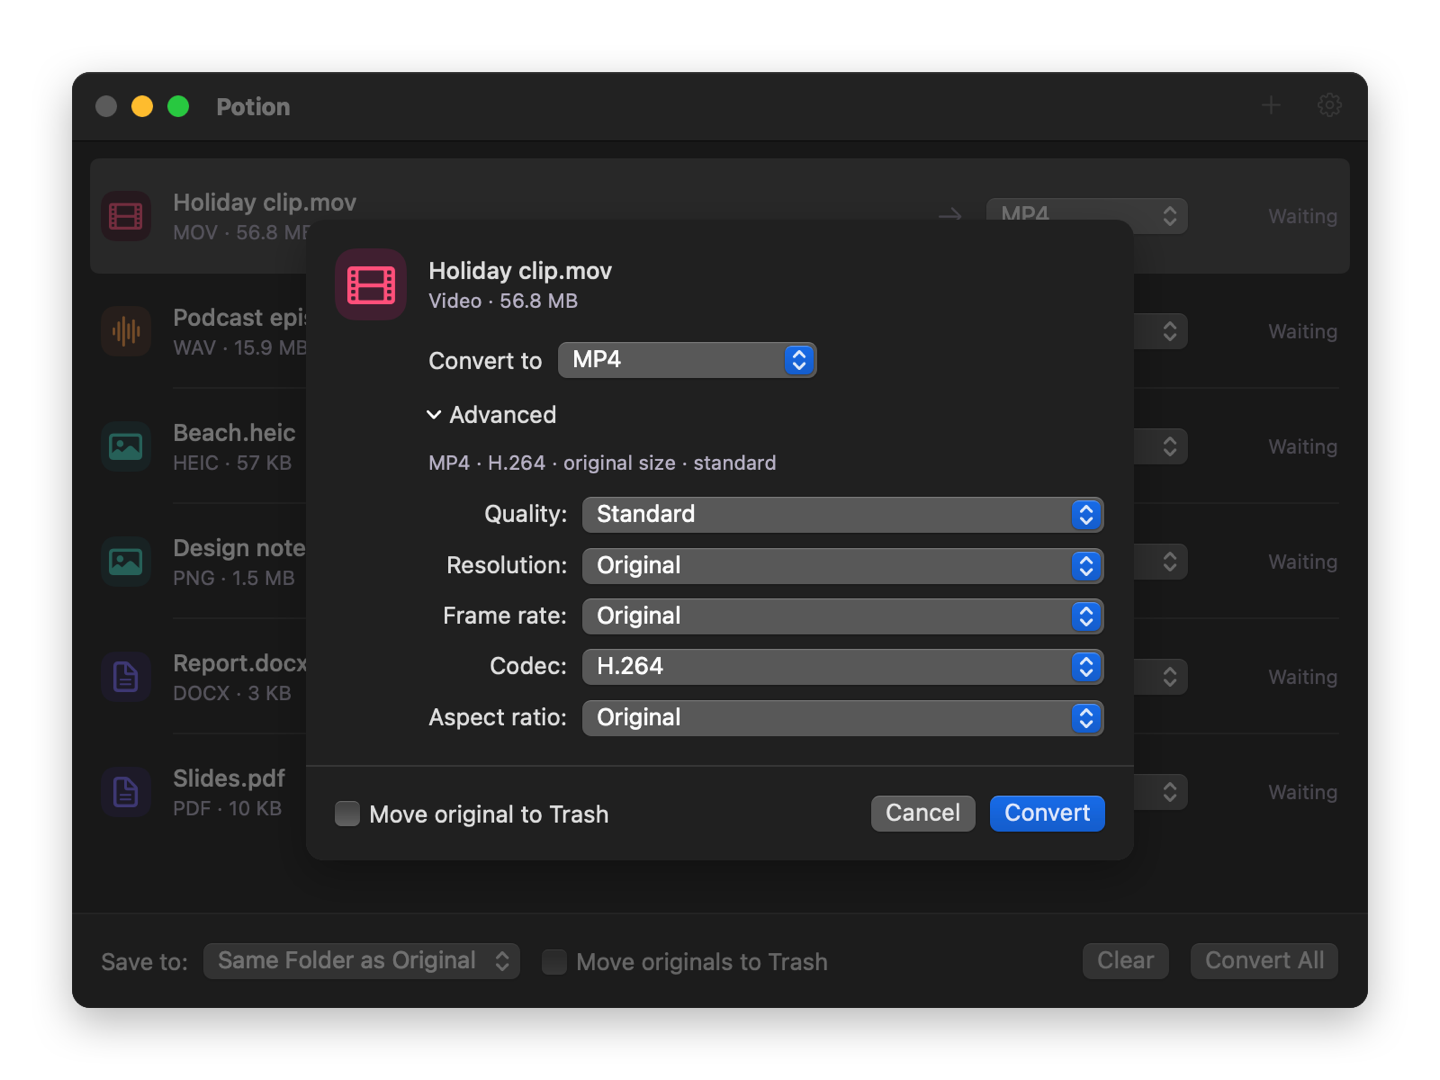 Potion
Holiday clip.mov
MOV · 56.8 MB
MP4
Waiting
Holiday clip.mov
Video · 56.8 MB
Convert to MP4
Advanced
MP4 · H.264 · original size · standard
Quality: Standard
Resolution: Original
Frame rate: Original
Codec: H.264
Aspect ratio: Original
Move original to Trash
Cancel
Convert
Podcast
WAV · 15.9 MB
Waiting
Beach.heic
HEIC · 57 KB
Waiting
Design
PNG · 1.5 MB
Waiting
Report.docx
DOCX · 3 KB
Waiting
Slides.pdf
PDF · 10 KB
Waiting
Save to: Same Folder as Original
Move originals to Trash
Clear
Convert All